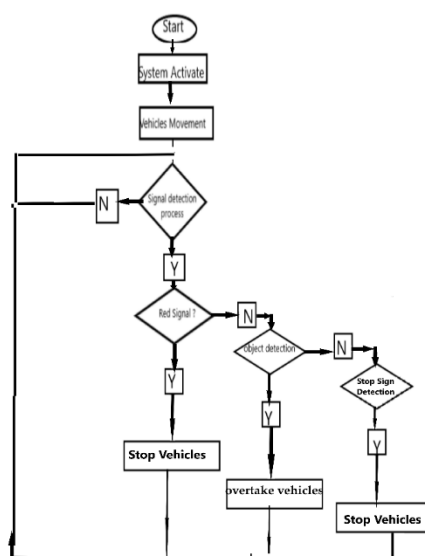 Start
System Activate
Vehicles Movement
Signal detection
process
N
Y
Red Signal ?
N
object detection
N
Stop Sign
Detection
Y
Y
Y
Stop Vehicles
overtake vehicles
Stop Vehicles